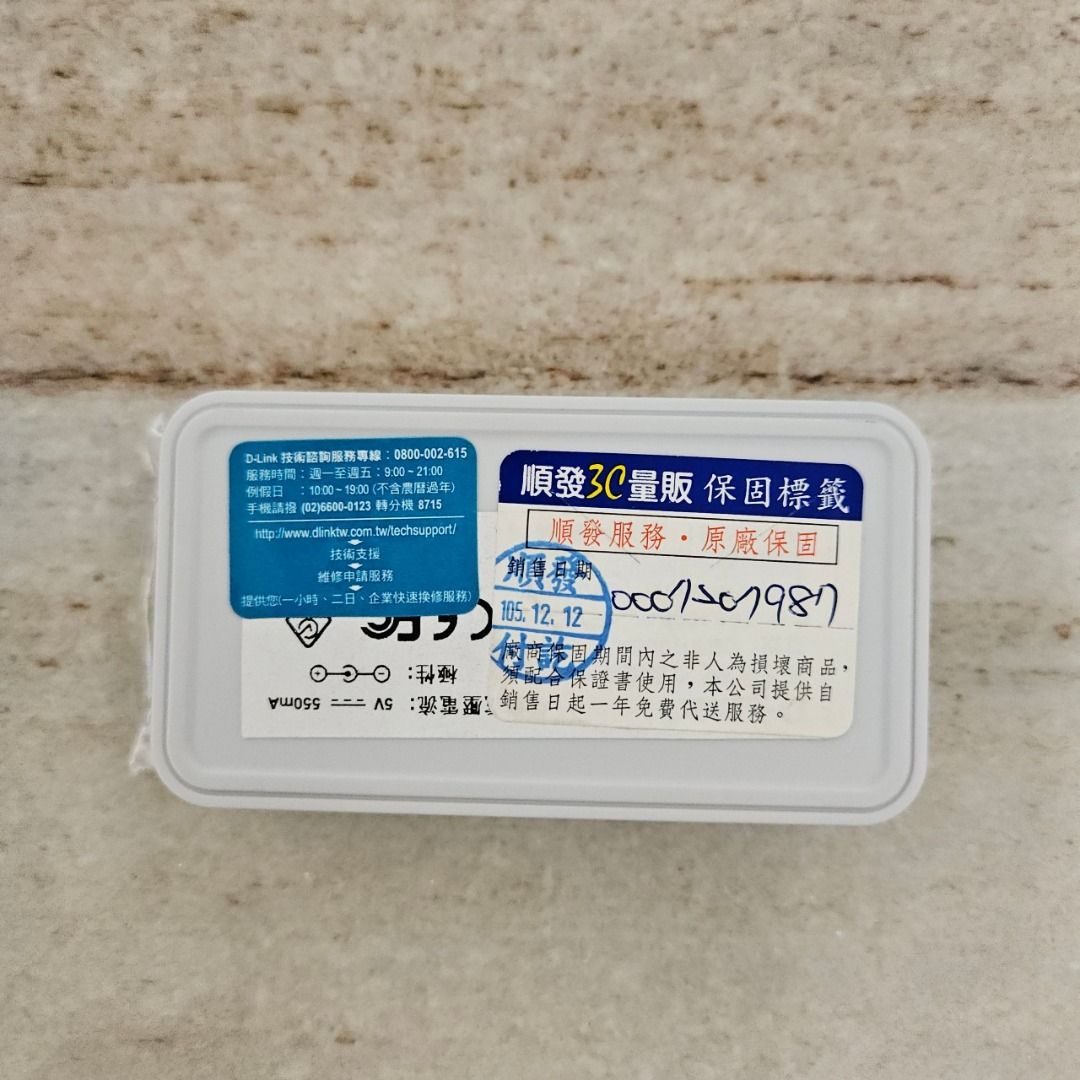 D-Link 技術諮詢服務專線：0800-002-615
服務時間：週一至週五：9:00 ~ 21:00
例假日　：10:00 ~ 19:00 (不含農曆過年)
手機請撥 (02)6600-0123 轉分機 8715
http://www.dlinktw.com.tw/techsupport/
技術支援
維修申請服務
提供您(一小時、二日、企業快速換修服務)
順發3C量販 保固標籤
順發服務・原廠保固
銷售日期
順發
105. 12. 12
付訖
廠商保固期間內之非人為損壞商品，
須配合保證書使用，本公司提供自
銷售日起一年免費代送服務。
CE FC
極性：
壓電流： 5V 550mA